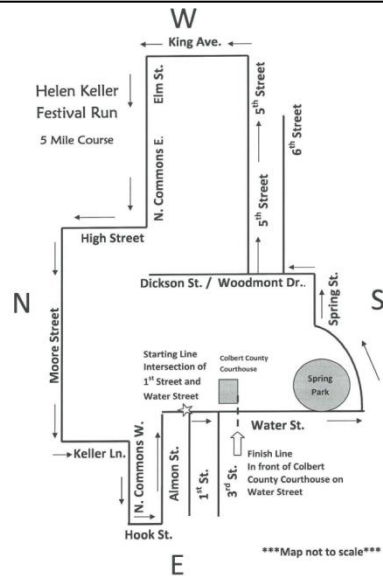 W
King Ave.
Helen Keller
Festival Run
5 Mile Course
Elm St.
N. Commons E.
5th Street
5th Street
6th Street
High Street
Dickson St. / Woodmont Dr..
N
S
Moore Street
Spring St.
Starting Line
Intersection of
1st Street and
Water Street
Colbert County
Courthouse
Spring
Park
Water St.
Keller Ln.
N. Commons W.
Almon St.
1st St.
3rd St.
Finish Line
In front of Colbert
County Courthouse on
Water Street
Hook St.
***Map not to scale***
E